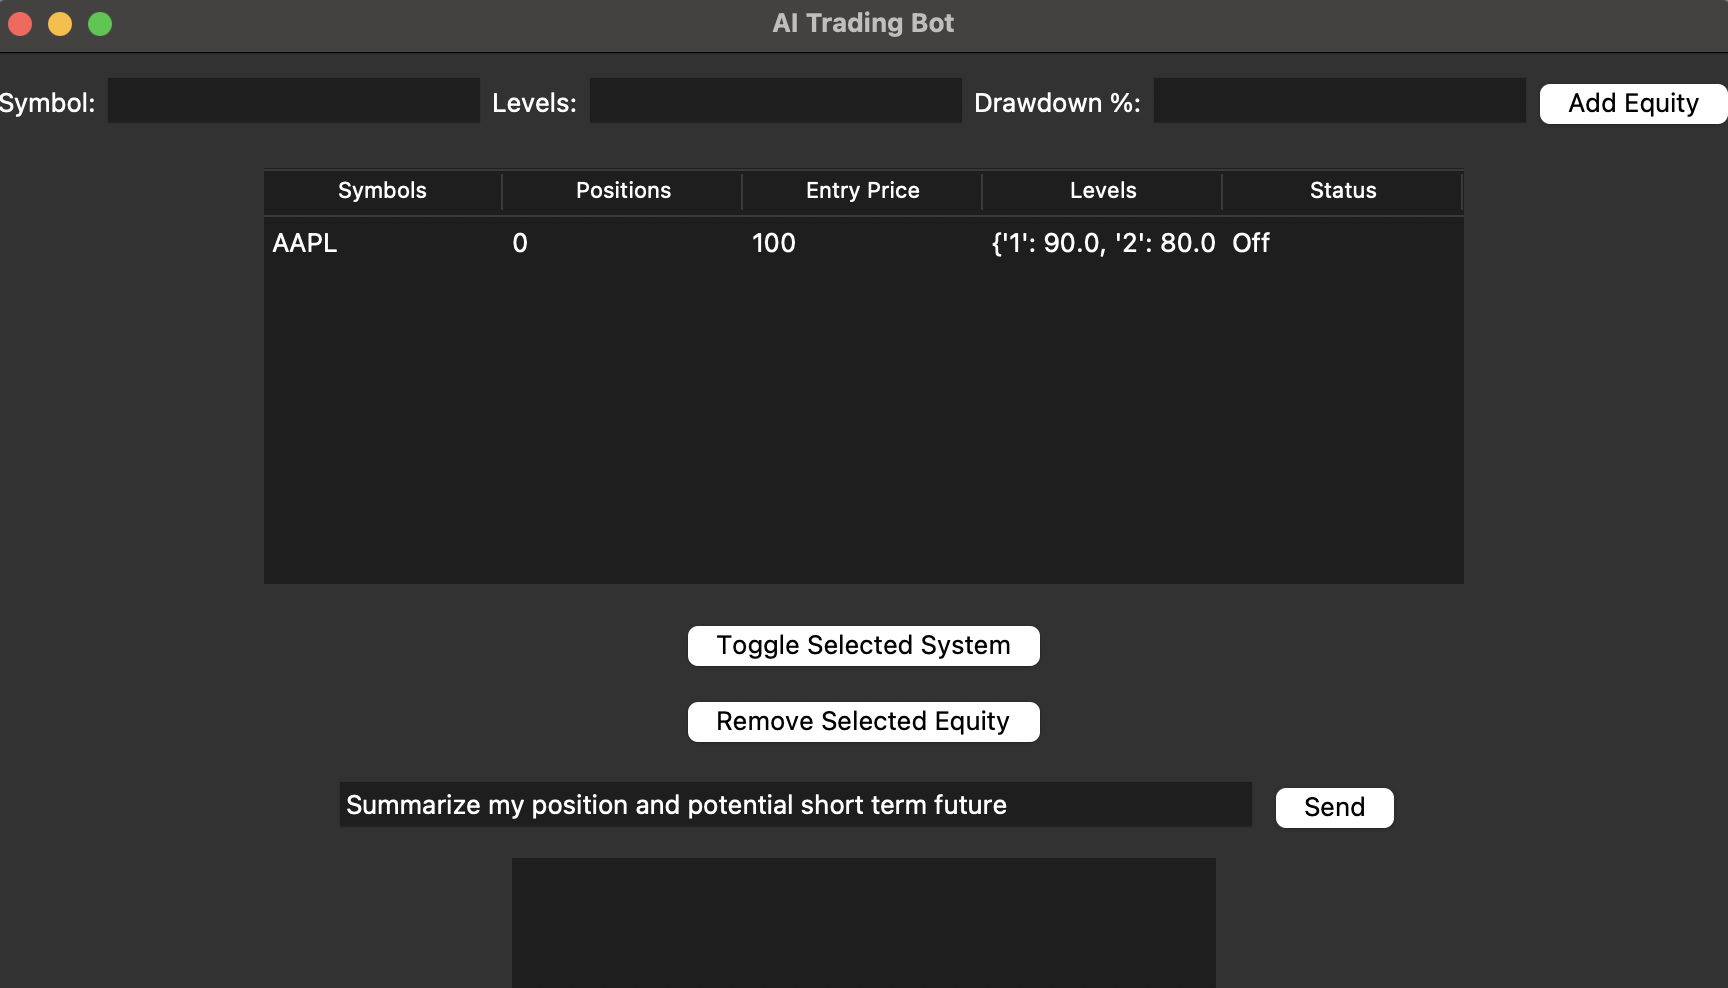 AI Trading Bot
Symbol: Levels: Drawdown %: Add Equity
Symbols Positions Entry Price Levels Status
AAPL 0 100 {'1': 90.0, '2': 80.0 Off
Toggle Selected System
Remove Selected Equity
Summarize my position and potential short term future Send